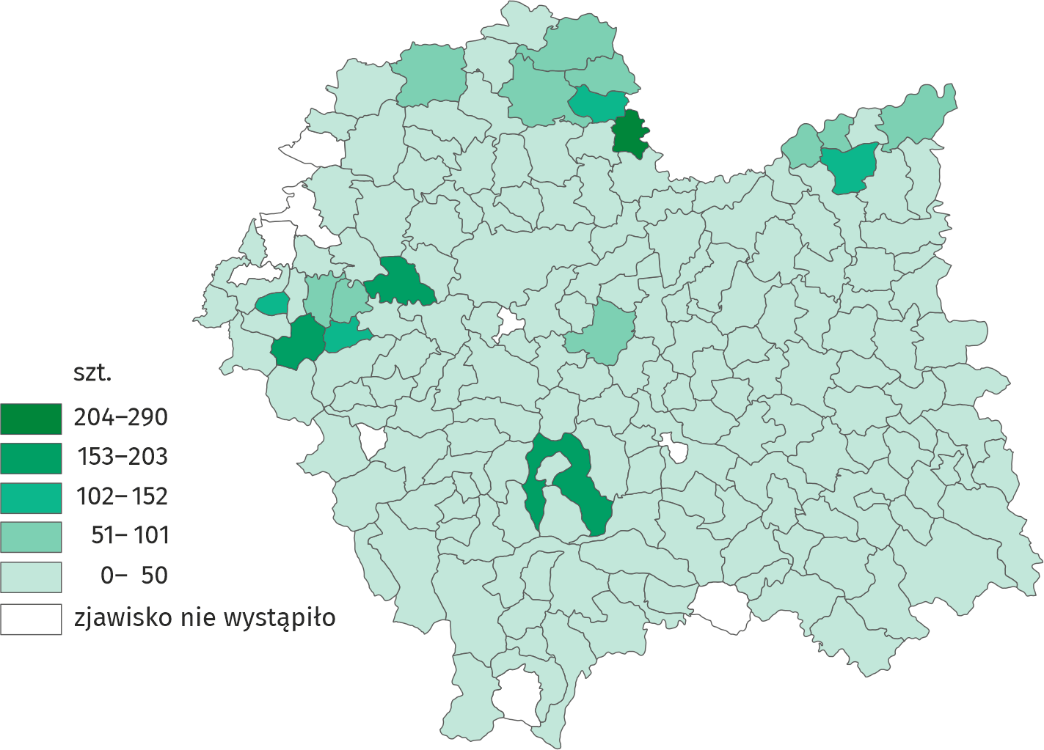 szt.
204–290
153–203
102–152
51– 101
0– 50
zjawisko nie wystąpiło